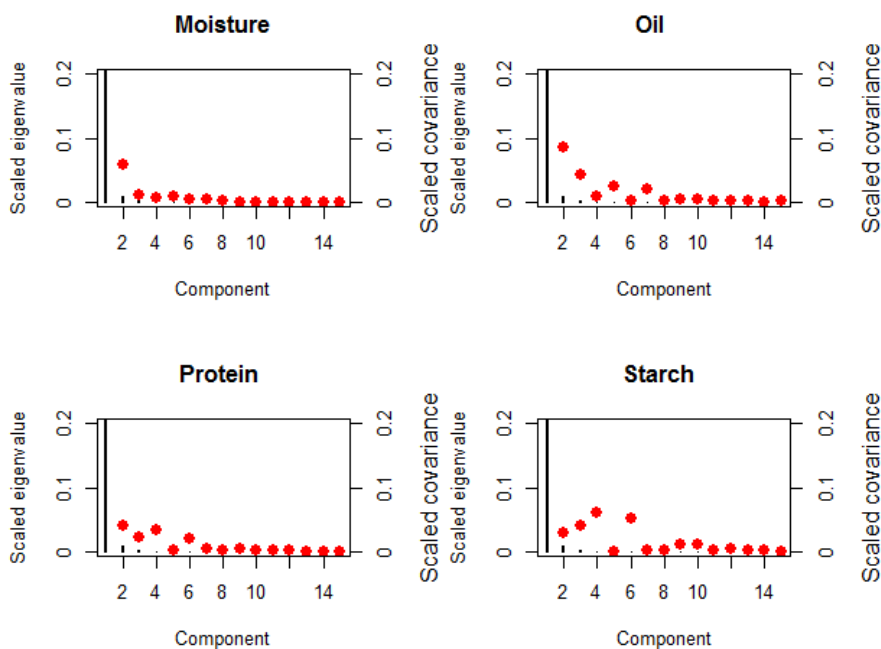 Moisture
Scaled eigenvalue
0 0.1 0.2
2 4 6 8 10 14
Component
0 0.1 0.2
Scaled covariance
Oil
Scaled eigenvalue
0 0.1 0.2
2 4 6 8 10 14
Component
0 0.1 0.2
Scaled covariance
Protein
Scaled eigenvalue
0 0.1 0.2
2 4 6 8 10 14
Component
0 0.1 0.2
Scaled covariance
Starch
Scaled eigenvalue
0 0.1 0.2
2 4 6 8 10 14
Component
0 0.1 0.2
Scaled covariance